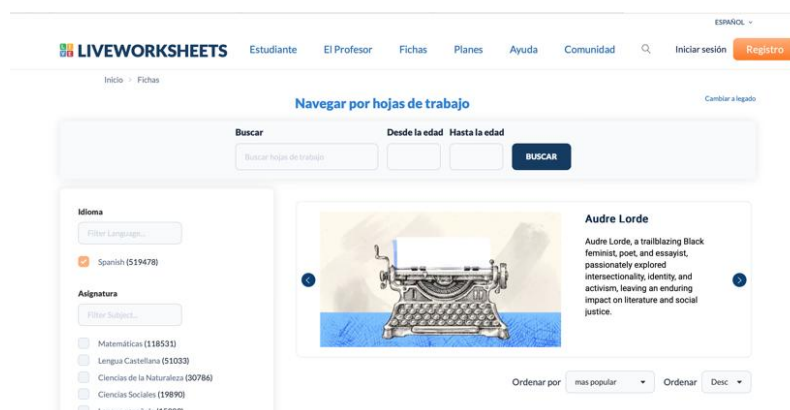 ESPAÑOL
LIVEWORKSHEETS Estudiante El Profesor Fichas Planes Ayuda Comunidad Iniciar sesión Registro
Inicio > Fichas
Navegar por hojas de trabajo
Cambiar a legado
Buscar Desde la edad Hasta la edad
Buscar hojas de trabajo BUSCAR
Idioma
Filter Language...
Spanish (519478)
Asignatura
Filter Subject...
Matemáticas (118531)
Lengua Castellana (51033)
Ciencias de la Naturaleza (30786)
Ciencias Sociales (19890)
Audre Lorde
Audre Lorde, a trailblazing Black
feminist, poet, and essayist,
passionately explored
intersectionality, identity, and
activism, leaving an enduring
impact on literature and social
justice.
Ordenar por mas popular Ordenar Desc